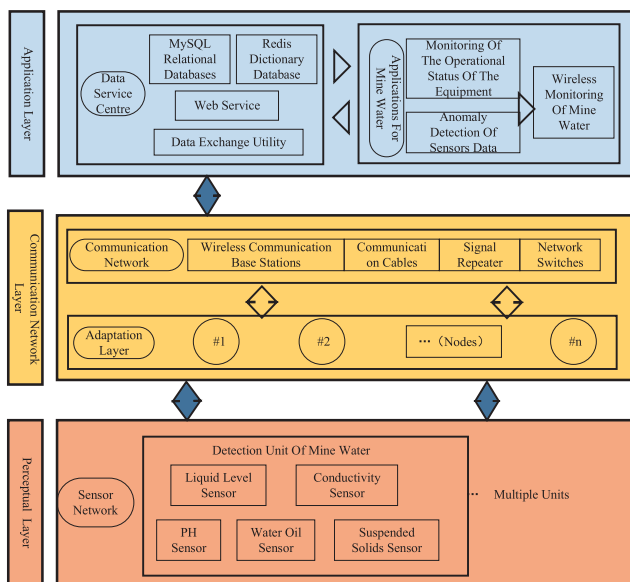 Application Layer
Data
Service
Centre
MySQL
Relational
Databases
Redis
Dictionary
Database
Web Service
Data Exchange Utility
Applications For
Mine Water
Monitoring Of
The Operational
Status Of The
Equipment
Anomaly
Detection Of
Sensors Data
Wireless
Monitoring
Of Mine
Water
Communication Network
Layer
Communication
Network
Wireless Communication
Base Stations
Communicati
on Cables
Signal
Repeater
Network
Switches
Adaptation
Layer
#1
#2
··· (Nodes)
#n
Perceptual Layer
Sensor
Network
Detection Unit Of Mine Water
Liquid Level
Sensor
Conductivity
Sensor
PH
Sensor
Water Oil
Sensor
Suspended
Solids Sensor
··· Multiple Units